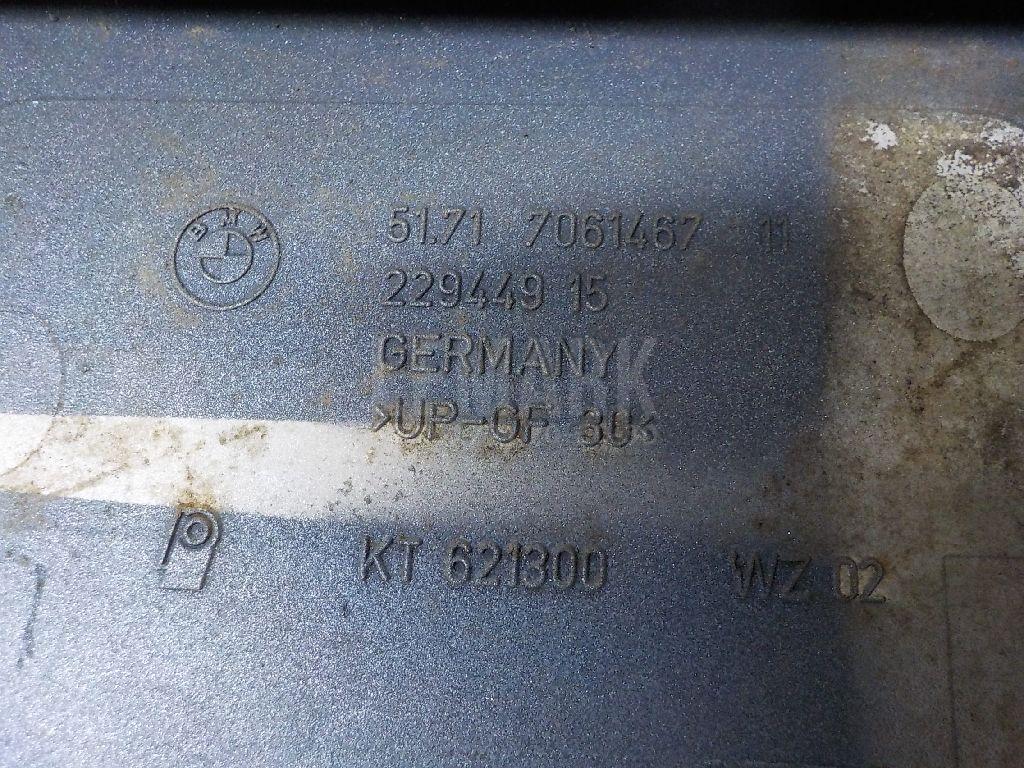 BMW 51.71 7061467 11
229449 15
GERMANY
>UP-GF 30<
KT 621300 WZ 02